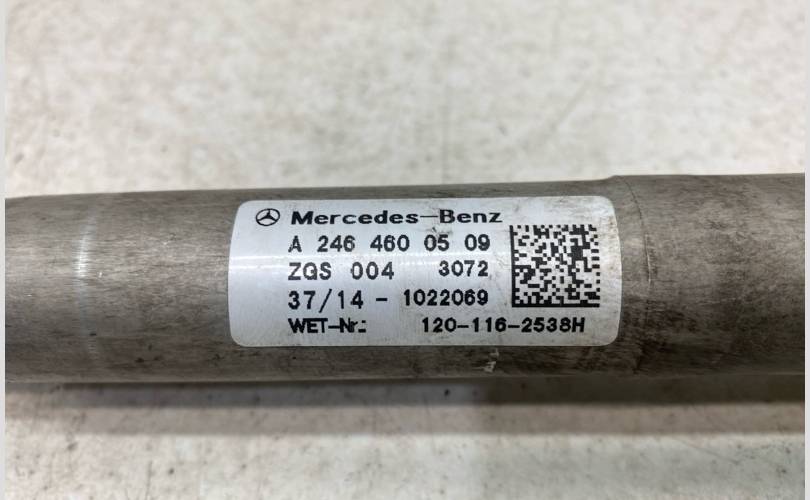 Mercedes-Benz
A 246 460 05 09
ZGS 004 3072
37/14 - 1022069
WET-Nr.: 120-116-2538H